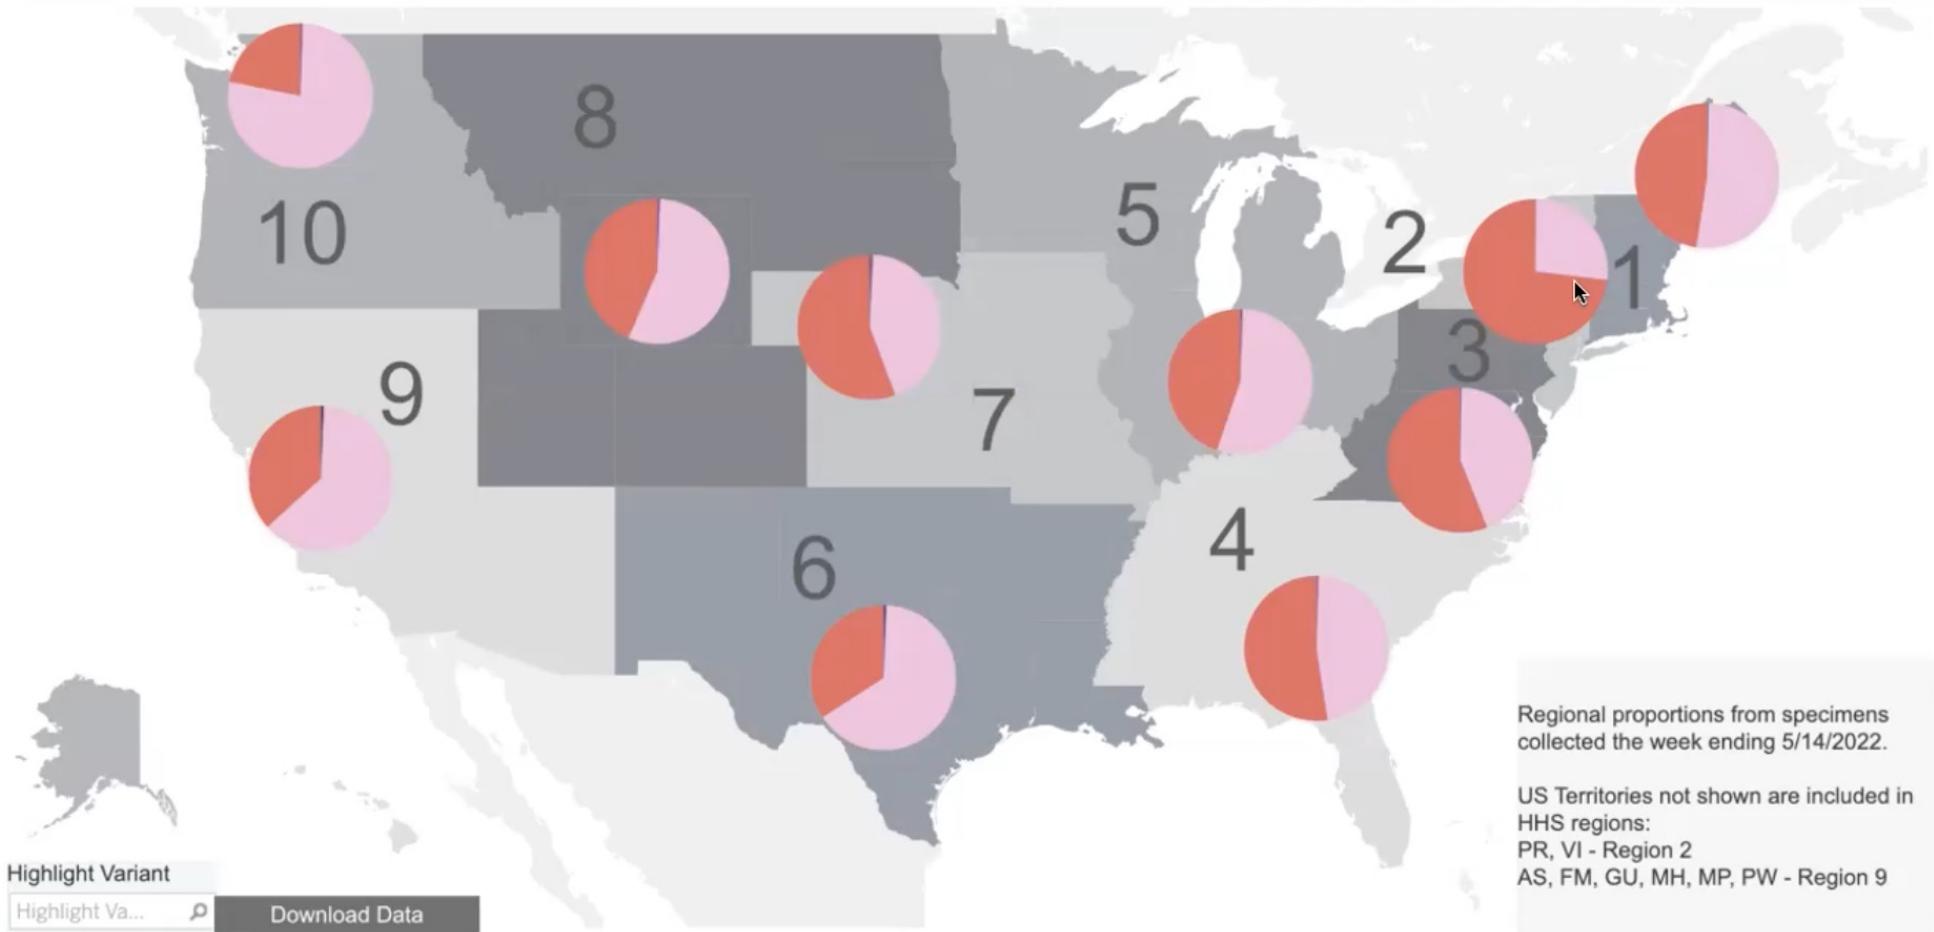 8
10
5
2
1
3
9
7
6
4
Regional proportions from specimens
collected the week ending 5/14/2022.
US Territories not shown are included in
HHS regions:
PR, VI - Region 2
AS, FM, GU, MH, MP, PW - Region 9
Highlight Variant
Highlight Va...
Download Data